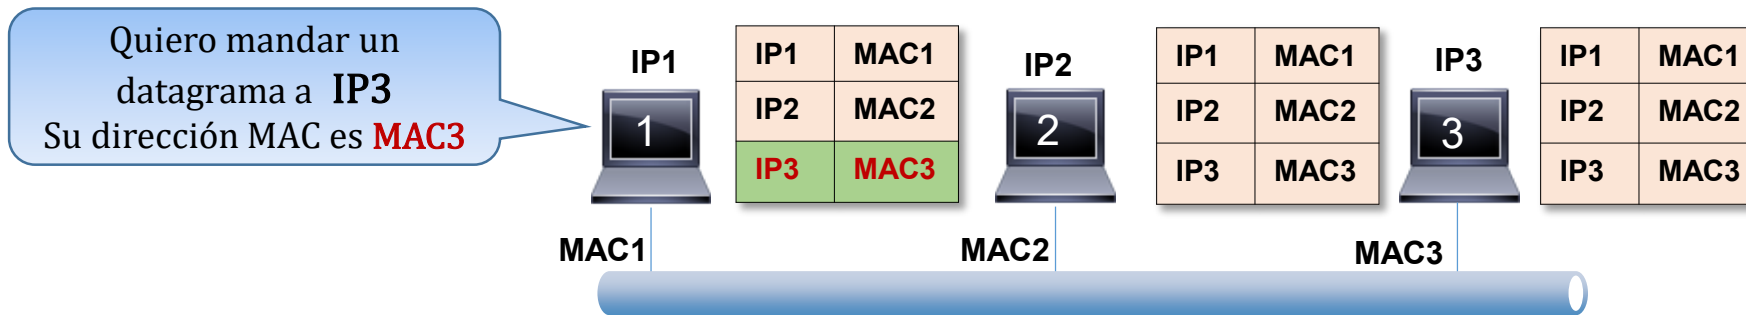 Quiero mandar un
datagrama a IP3
Su dirección MAC es MAC3
IP1
1
MAC1
IP1 MAC1
IP2 MAC2
IP3 MAC3
IP2
2
MAC2
IP1 MAC1
IP2 MAC2
IP3 MAC3
IP3
3
MAC3
IP1 MAC1
IP2 MAC2
IP3 MAC3